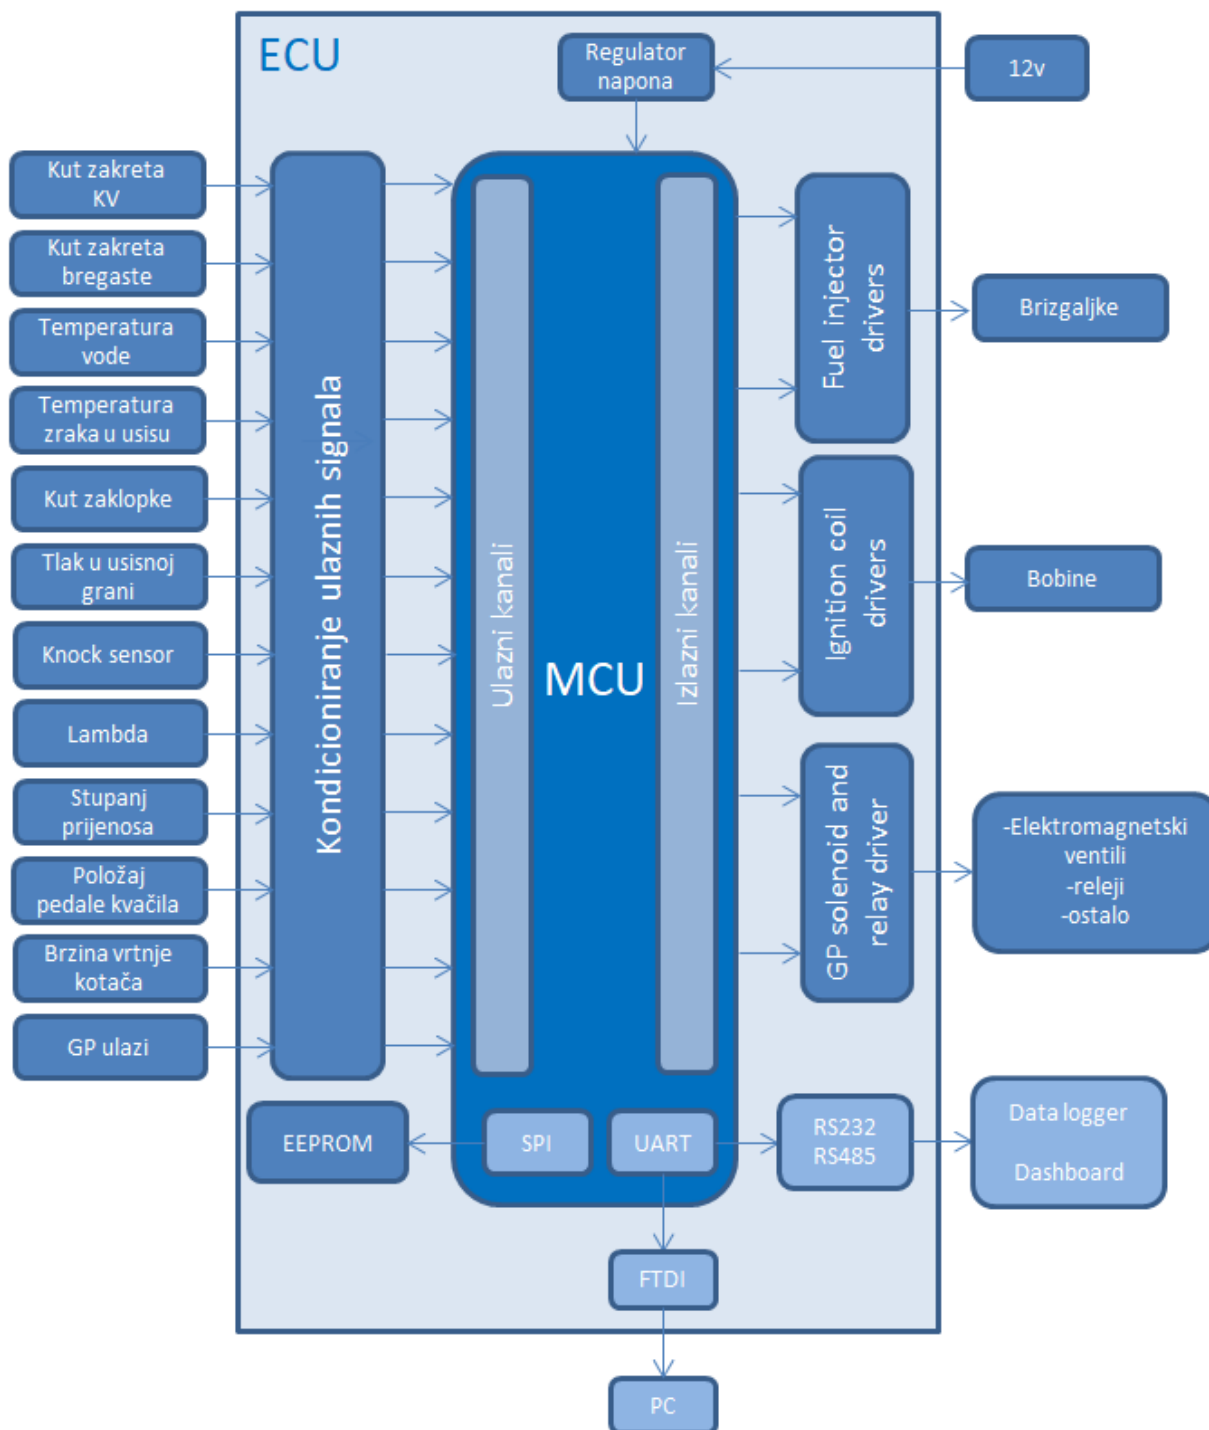 ECU
Regulator
napona
12v
Kut zakreta
KV
Kut zakreta
bregaste
Temperatura
vode
Temperatura
zraka u usisu
Kut zaklopke
Tlak u usisnoj
grani
Knock sensor
Lambda
Stupanj
prijenosa
Položaj
pedale kvačila
Brzina vrtnje
kotača
GP ulazi
Kondicioniranje ulaznih signala
Ulazni kanali
MCU
Izlazni kanali
Fuel injector
drivers
Brizgaljke
Ignition coil
drivers
Bobine
GP solenoid and
relay driver
-Elektromagnetski
ventili
-releji
-ostalo
EEPROM
SPI
UART
RS232
RS485
Data logger
Dashboard
FTDI
PC